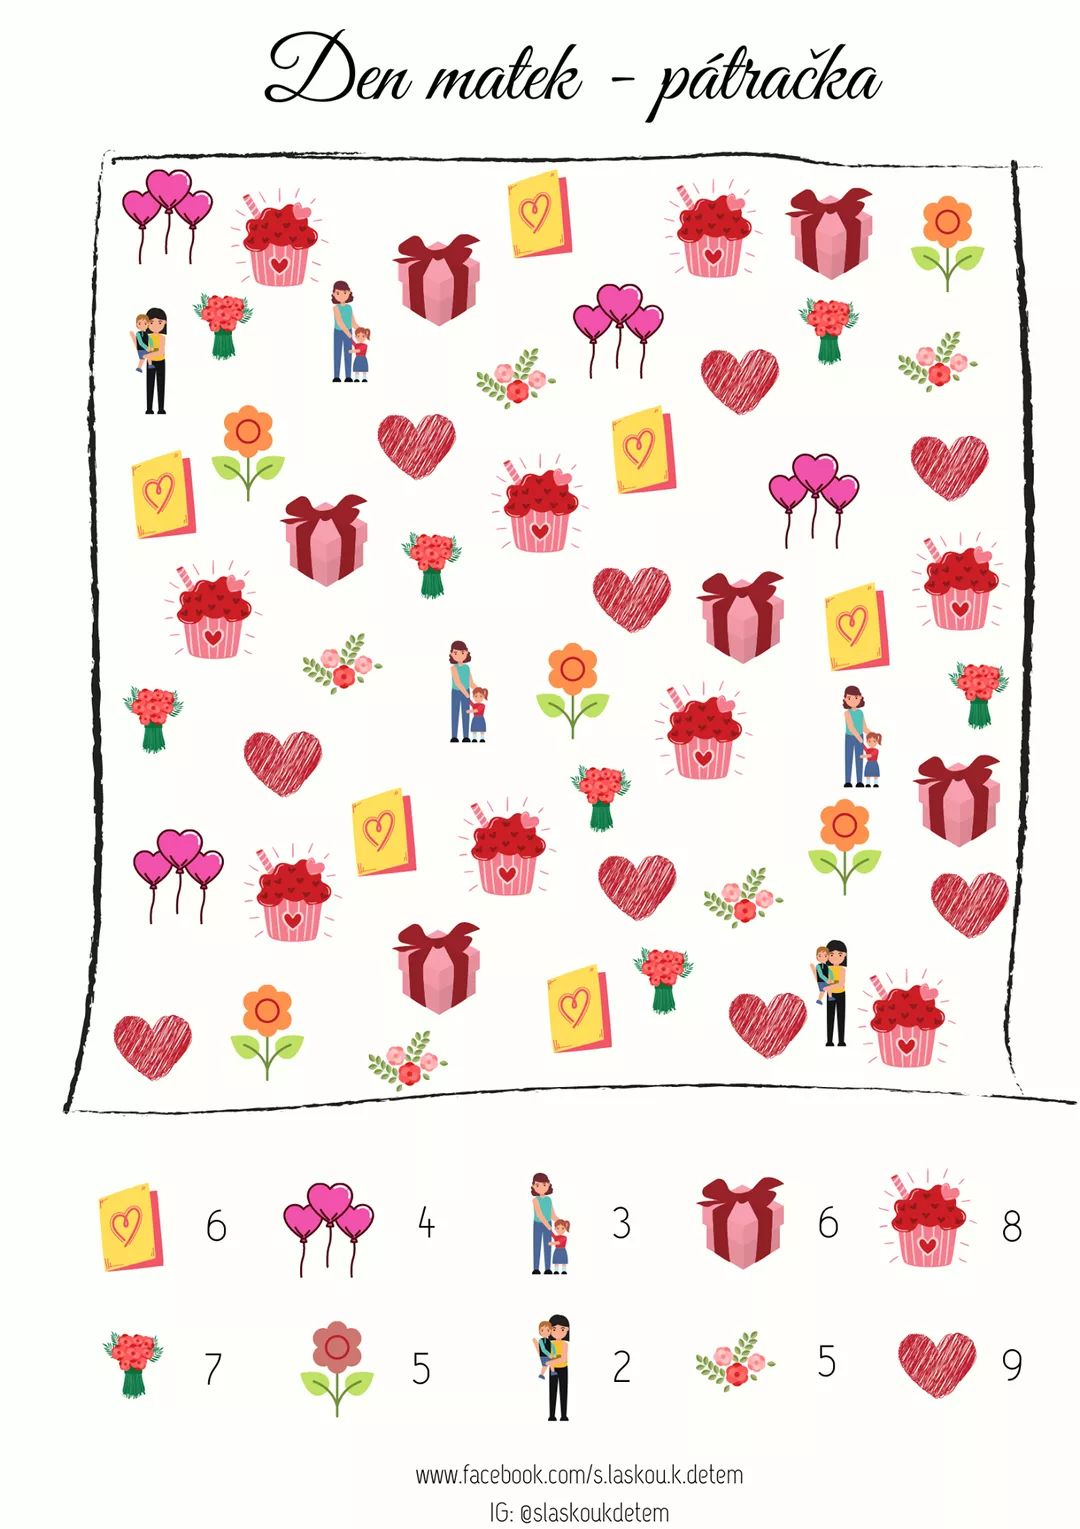 Den matek - pátračka
6 4 3 6 8
7 5 2 5 9
www.facebook.com/s.laskou.k.detem
IG: @slaskoukdetem